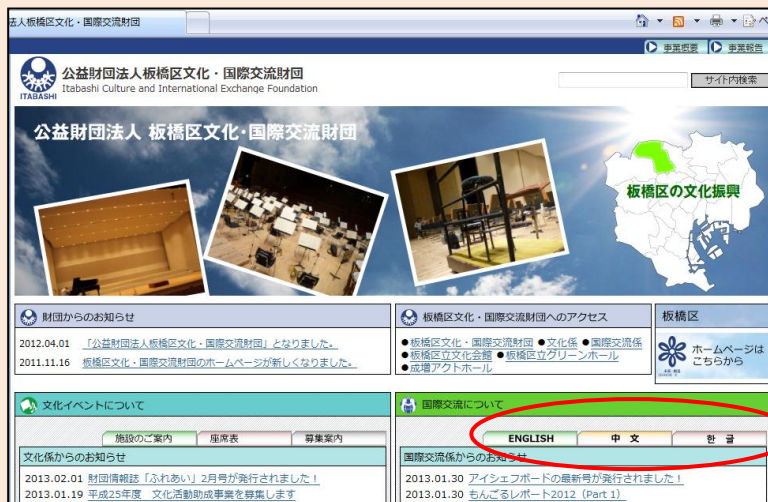 法人板橋区文化・国際交流財団
事業概要 事業報告
公益財団法人板橋区文化・国際交流財団
Itabashi Culture and International Exchange Foundation
ITABASHI
サイト内検索
公益財団法人 板橋区文化・国際交流財団
板橋区の文化振興
財団からのお知らせ
2012.04.01 「公益財団法人板橋区文化・国際交流財団」となりました。
2011.11.16 板橋区文化・国際交流財団のホームページが新しくなりました。
板橋区文化・国際交流財団へのアクセス
●板橋区文化・国際交流財団 ●文化係 ●国際交流係
●板橋区立文化会館 ●板橋区立グリーンホール
●成増アクトホール
板橋区
ホームページは
こちらから
文化イベントについて
施設のご案内 座席表 募集案内
文化係からのお知らせ
2013.02.01 財団情報誌「ふれあい」2月号が発行されました！
2013.01.19 平成25年度 文化活動助成事業を募集します
国際交流について
ENGLISH 中 文 한 글
国際交流係からのお知らせ
2013.01.30 アイシェフボードの最新号が発行されました！
2013.01.30 もんごるレポート2012（Part 1）